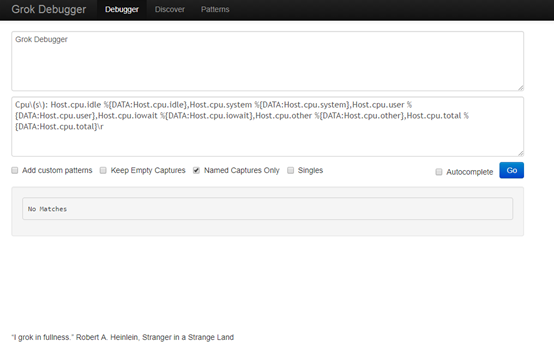 Grok Debugger Debugger Discover Patterns
Grok Debugger
Cpu\(s\): Host.cpu.idle %{DATA:Host.cpu.idle},Host.cpu.system %{DATA:Host.cpu.system},Host.cpu.user %
{DATA:Host.cpu.user},Host.cpu.iowait %{DATA:Host.cpu.iowait},Host.cpu.other %{DATA:Host.cpu.other},Host.cpu.total %
{DATA:Host.cpu.total}\r
Add custom patterns Keep Empty Captures Named Captures Only Singles Autocomplete Go
No Matches
“I grok in fullness.” Robert A. Heinlein, Stranger in a Strange Land